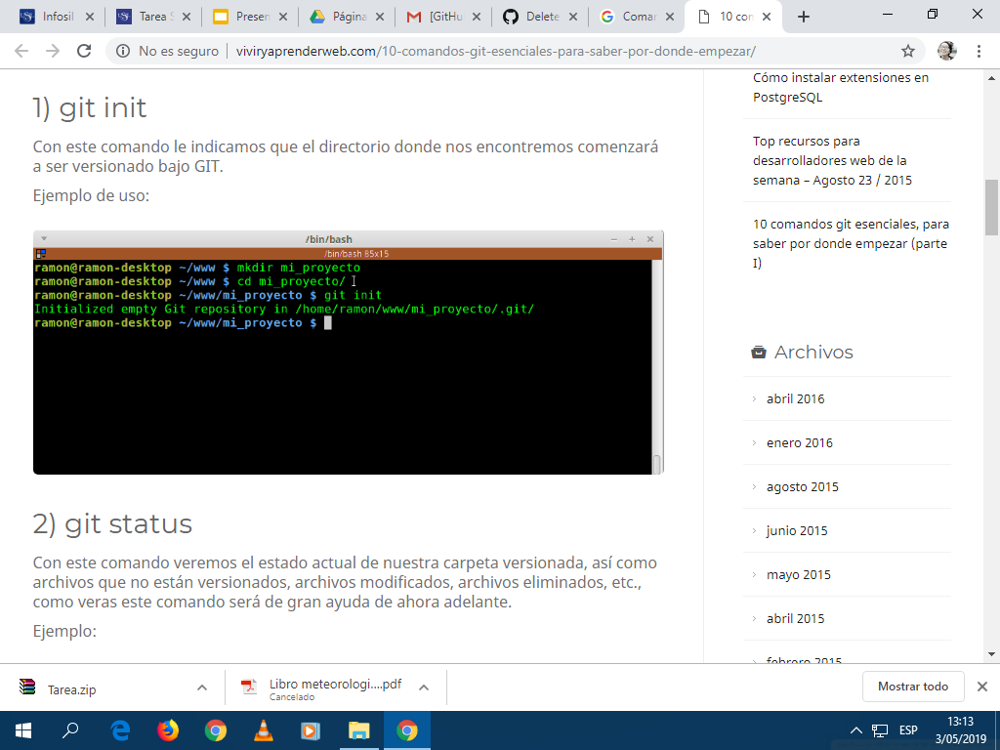 Infosil
Tarea S
Presen
Página
[GitHu
Delete
Comar
10 con
No es seguro
viviryaprenderweb.com/10-comandos-git-esenciales-para-saber-por-donde-empezar/
1) git init
Con este comando le indicamos que el directorio donde nos encontremos comenzará
a ser versionado bajo GIT.
Ejemplo de uso:
/bin/bash
/bin/bash 85x15
ramon@ramon-desktop ~/www $ mkdir mi_proyecto
ramon@ramon-desktop ~/www $ cd mi_proyecto/
ramon@ramon-desktop ~/www/mi_proyecto $ git init
Initialized empty Git repository in /home/ramon/www/mi_proyecto/.git/
ramon@ramon-desktop ~/www/mi_proyecto $
2) git status
Con este comando veremos el estado actual de nuestra carpeta versionada, así como
archivos que no están versionados, archivos modificados, archivos eliminados, etc.,
como veras este comando será de gran ayuda de ahora adelante.
Ejemplo:
Cómo instalar extensiones en
PostgreSQL
Top recursos para
desarrolladores web de la
semana – Agosto 23 / 2015
10 comandos git esenciales, para
saber por donde empezar (parte
I)
Archivos
abril 2016
enero 2016
agosto 2015
junio 2015
mayo 2015
abril 2015
febrero 2015
Tarea.zip
Libro meteorologi....pdf
Cancelado
Mostrar todo
ESP
13:13
3/05/2019